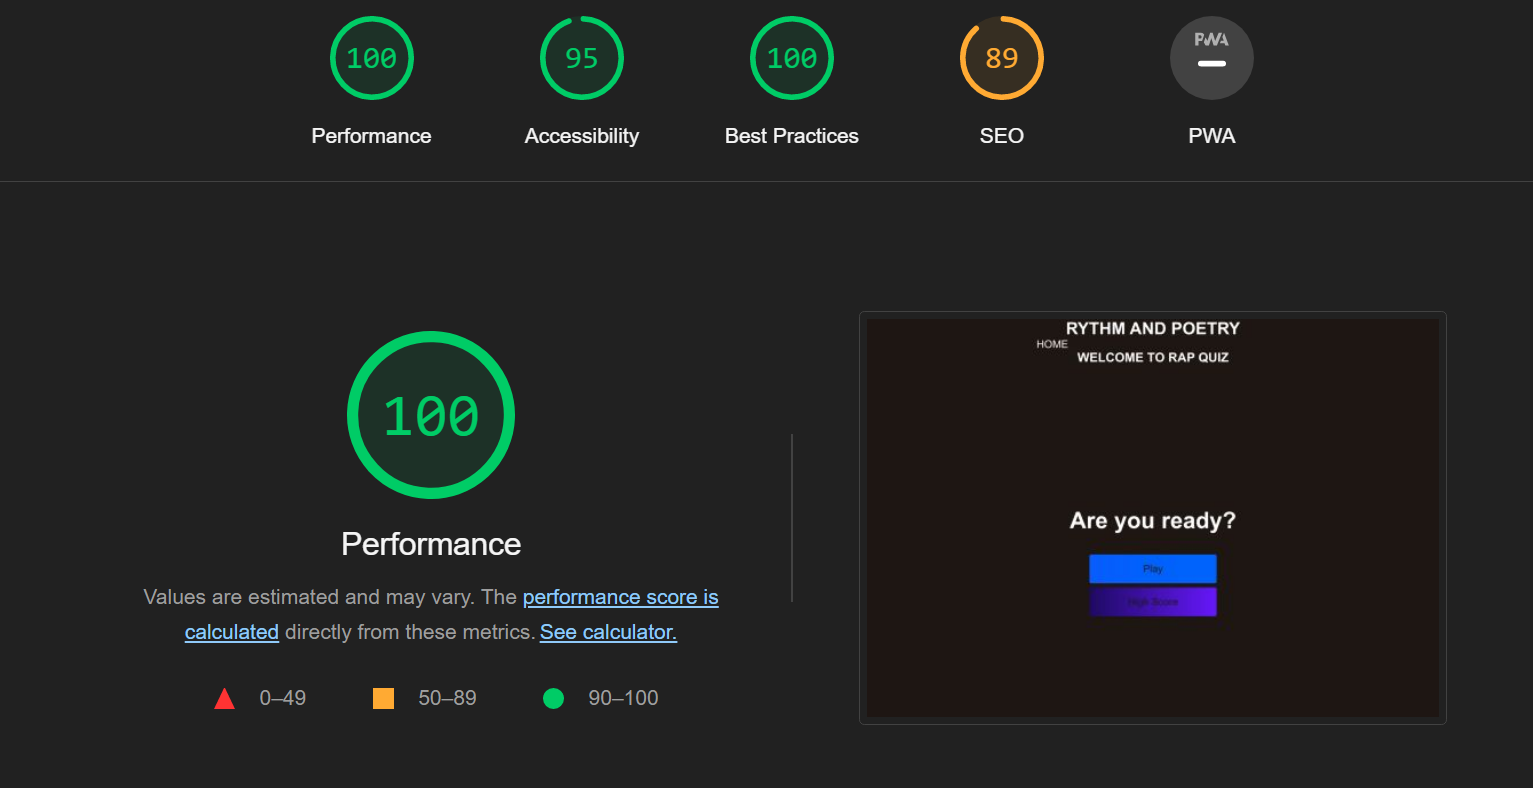 100 95 100 89 PWA
Performance Accessibility Best Practices SEO PWA
100
Performance
Values are estimated and may vary. The performance score is
calculated directly from these metrics. See calculator.
0–49 50–89 90–100
RYTHM AND POETRY
HOME
WELCOME TO RAP QUIZ
Are you ready?
Play
High Score